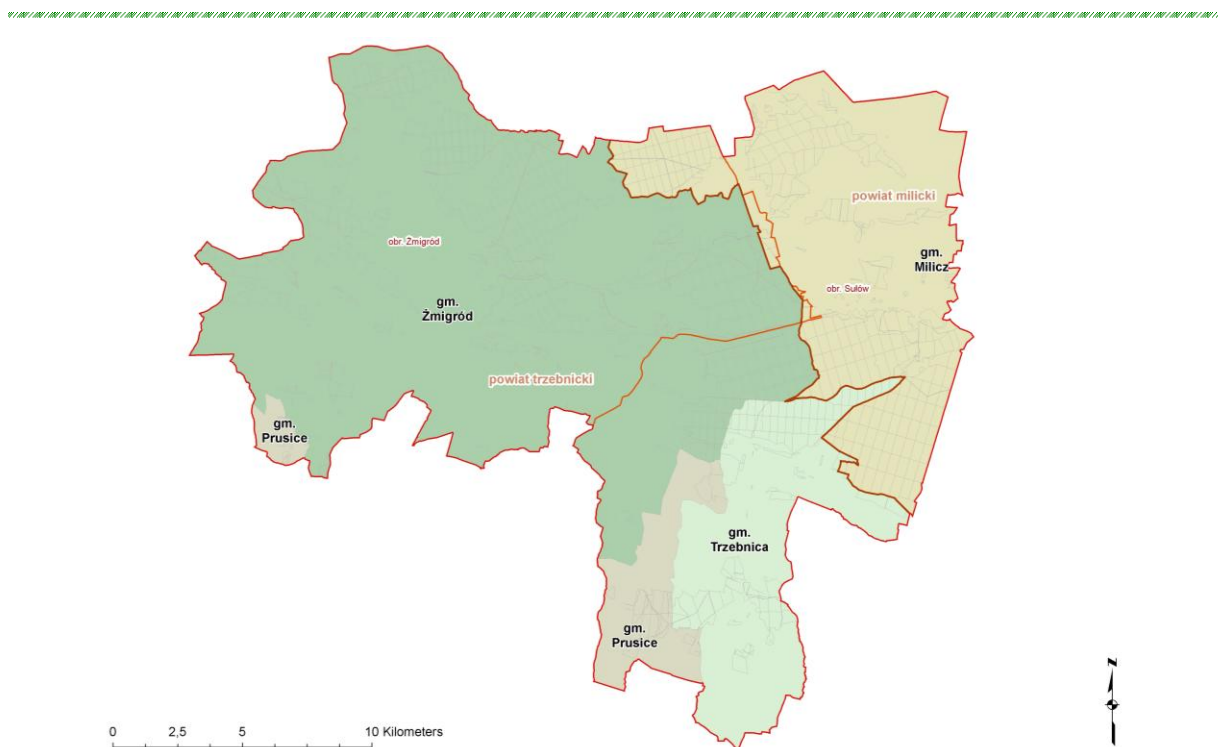 powiat milicki
obr. Żmigród
gm.
Milicz
obr. Sułów
gm.
Żmigród
powiat trzebnicki
gm.
Prusice
gm.
Trzebnica
gm.
Prusice
N
0 2,5 5 10 Kilometers